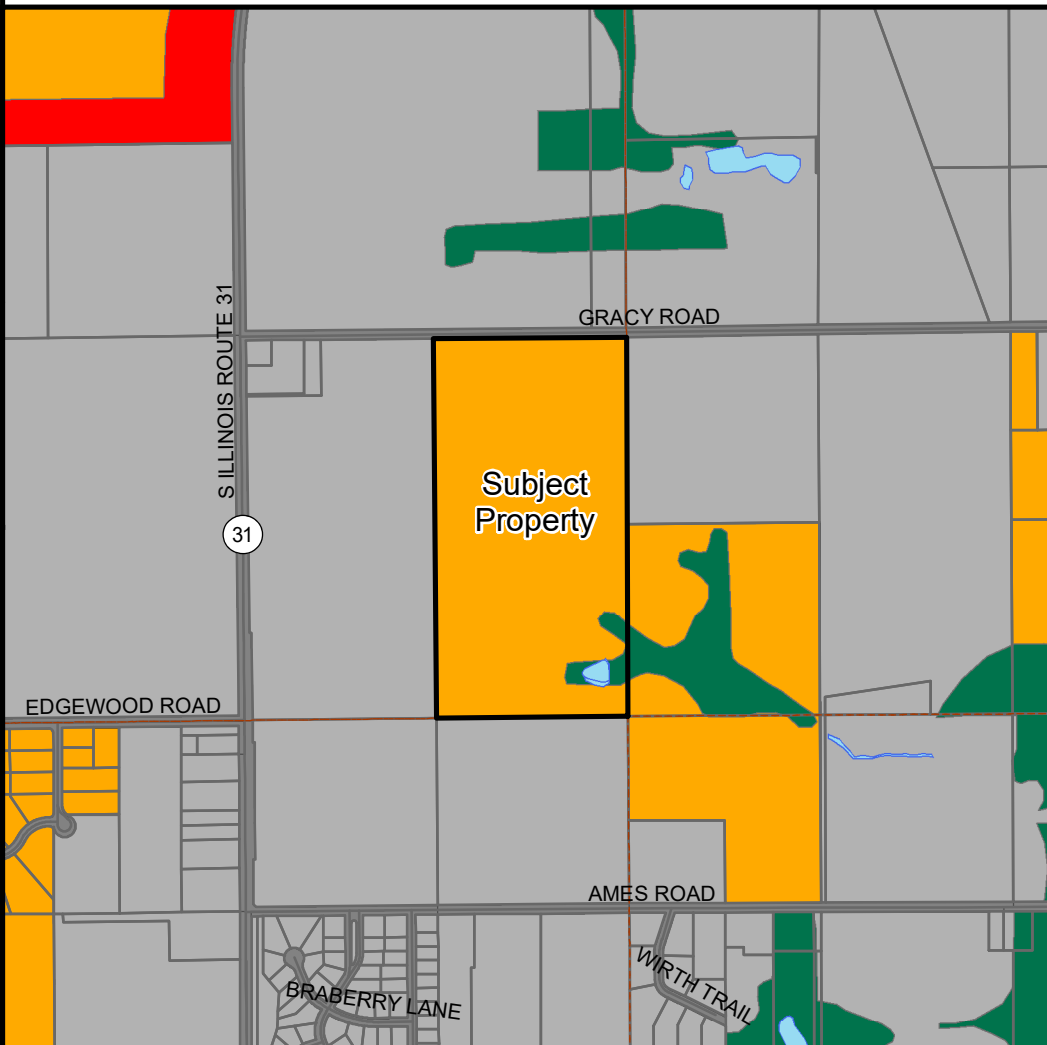 GRACY ROAD
S ILLINOIS ROUTE 31
Subject
Property
31
EDGEWOOD ROAD
AMES ROAD
WIRTH TRAIL
BRABERRY LANE